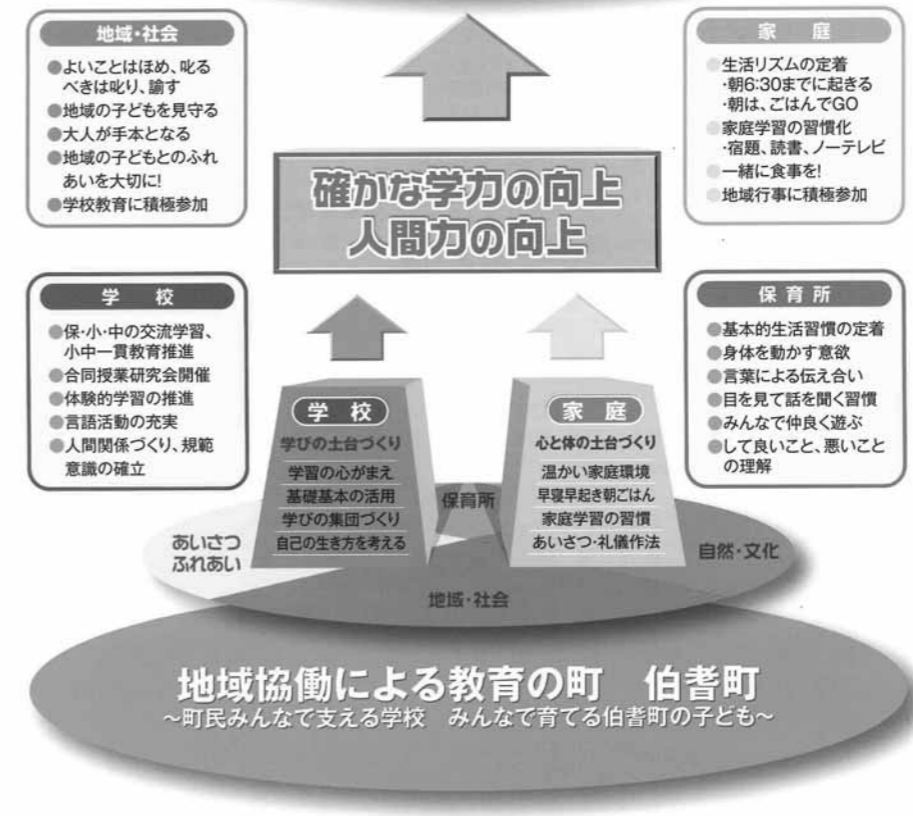 地域・社会
●よいことはほめ、叱る
べきは叱り、諭す
●地域の子どもを見守る
●大人が手本となる
●地域の子どもとのふれ
あいを大切に!
●学校教育に積極参加
家　庭
●生活リズムの定着
・朝6:30までに起きる
・朝は、ごはんでGO
●家庭学習の習慣化
・宿題、読書、ノーテレビ
●一緒に食事を!
●地域行事に積極参加
確かな学力の向上
人間力の向上
学　校
●保・小・中の交流学習、
小中一貫教育推進
●合同授業研究会開催
●体験的学習の推進
●言語活動の充実
●人間関係づくり、規範
意識の確立
保育所
●基本的生活習慣の定着
●身体を動かす意欲
●言葉による伝え合い
●目を見て話を聞く習慣
●みんなで仲良く遊ぶ
●して良いこと、悪いこと
の理解
学　校
学びの土台づくり
学習の心がまえ
基礎基本の活用
学びの集団づくり
自己の生き方を考える
家　庭
心と体の土台づくり
温かい家庭環境
早寝早起き朝ごはん
家庭学習の習慣
あいさつ・礼儀作法
保育所
あいさつ
ふれあい
自然・文化
地域・社会
地域協働による教育の町　伯耆町
～町民みんなで支える学校　みんなで育てる伯耆町の子ども～